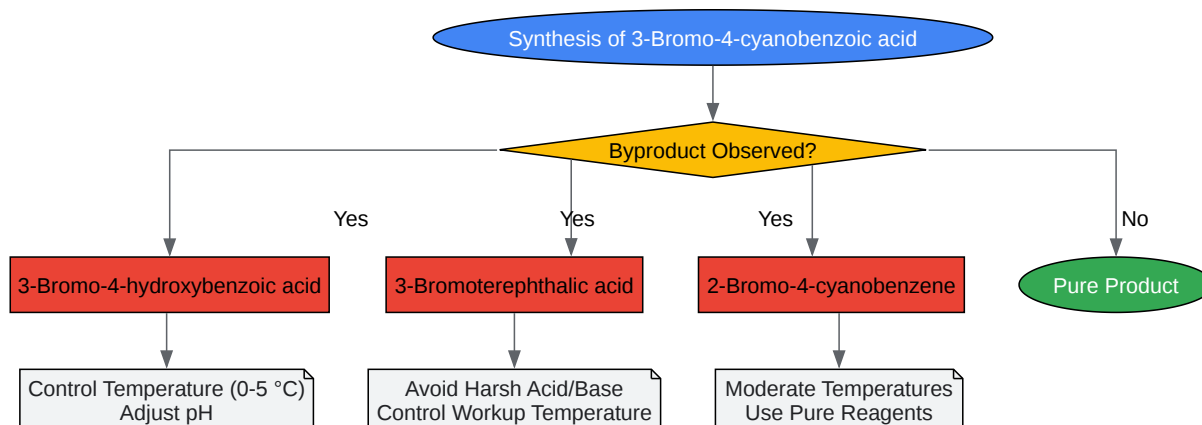 Synthesis of 3-Bromo-4-cyanobenzoic acid
Byproduct Observed?
Yes
Yes
Yes
No
3-Bromo-4-hydroxybenzoic acid
3-Bromoterephthalic acid
2-Bromo-4-cyanobenzene
Pure Product
Control Temperature (0-5 °C)
Adjust pH
Avoid Harsh Acid/Base
Control Workup Temperature
Moderate Temperatures
Use Pure Reagents